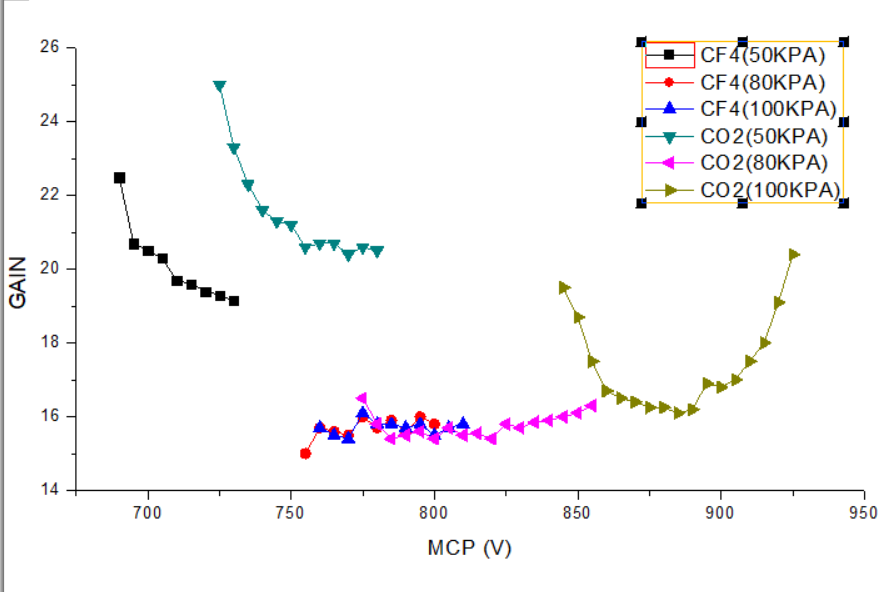 26
24
22
20
18
16
14
GAIN
CF4(50KPA)
CF4(80KPA)
CF4(100KPA)
CO2(50KPA)
CO2(80KPA)
CO2(100KPA)
700 750 800 850 900 950
MCP (V)